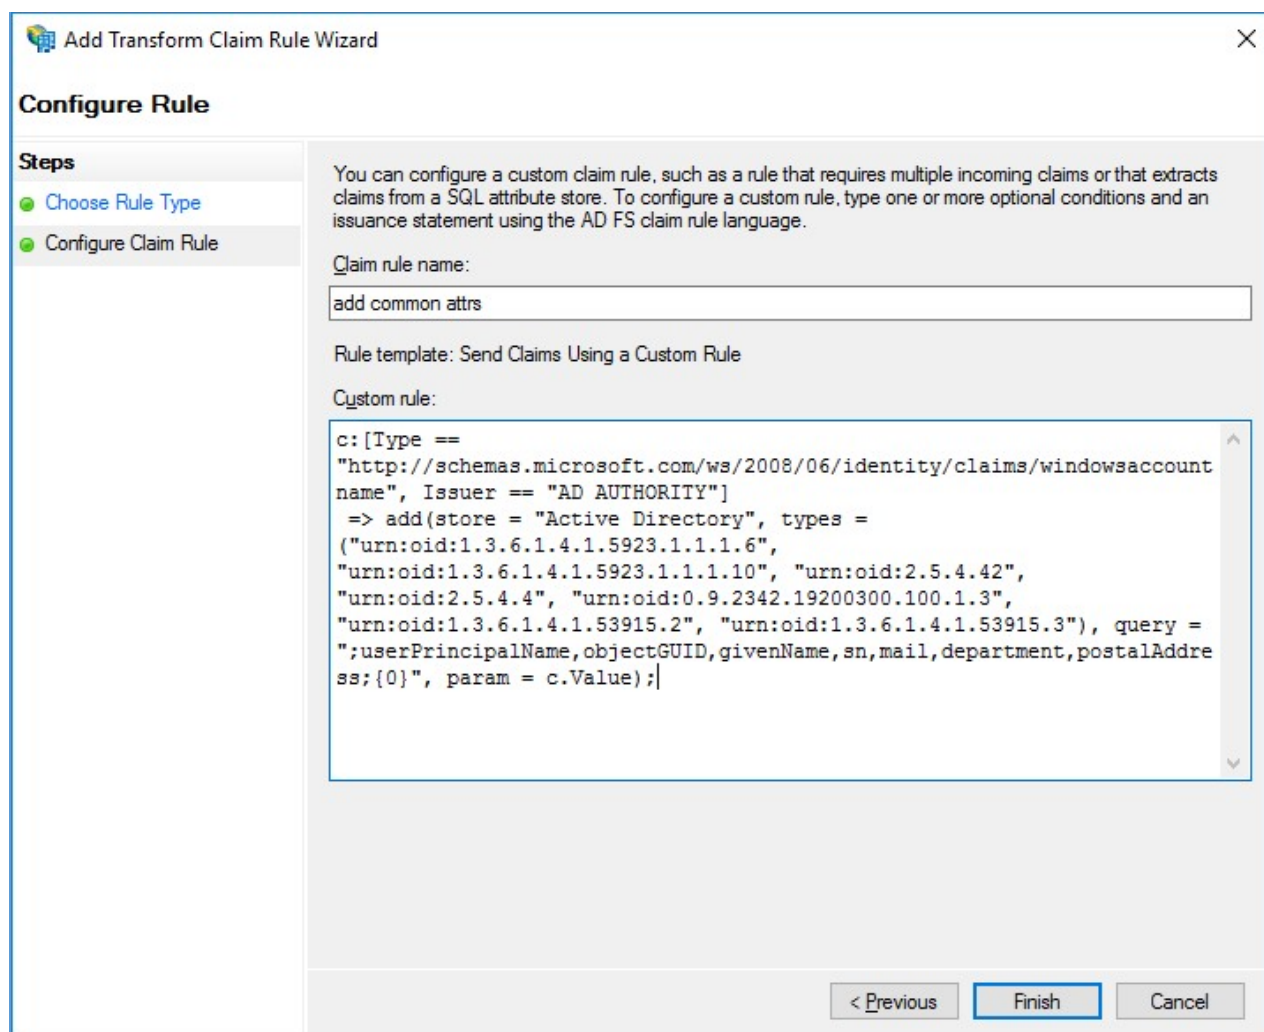 Add Transform Claim Rule Wizard
Configure Rule
Steps
Choose Rule Type
Configure Claim Rule
You can configure a custom claim rule, such as a rule that requires multiple incoming claims or that extracts
claims from a SQL attribute store. To configure a custom rule, type one or more optional conditions and an
issuance statement using the AD FS claim rule language.
Claim rule name:
add common attrs
Rule template: Send Claims Using a Custom Rule
Custom rule:
c:[Type ==
"http://schemas.microsoft.com/ws/2008/06/identity/claims/windowsaccount
name", Issuer == "AD AUTHORITY"]
 => add(store = "Active Directory", types =
("urn:oid:1.3.6.1.4.1.5923.1.1.1.6",
"urn:oid:1.3.6.1.4.1.5923.1.1.1.10", "urn:oid:2.5.4.42",
"urn:oid:2.5.4.4", "urn:oid:0.9.2342.19200300.100.1.3",
"urn:oid:1.3.6.1.4.1.53915.2", "urn:oid:1.3.6.1.4.1.53915.3"), query =
";userPrincipalName,objectGUID,givenName,sn,mail,department,postalAddre
ss;{0}", param = c.Value);
< Previous
Finish
Cancel